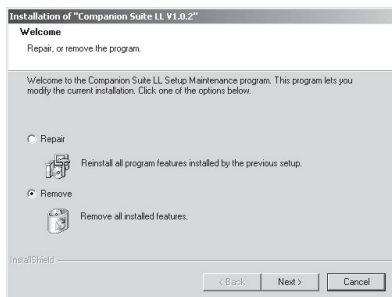 Installation of "Companion Suite LL V1.0.2"
Welcome
Repair, or remove the program.
Welcome to the Companion Suite LL Setup Maintenance program. This program lets you
modify the current installation. Click one of the options below.
Repair
Reinstall all program features installed by the previous setup.
Remove
Remove all installed features.
InstallShield
< Back
Next >
Cancel